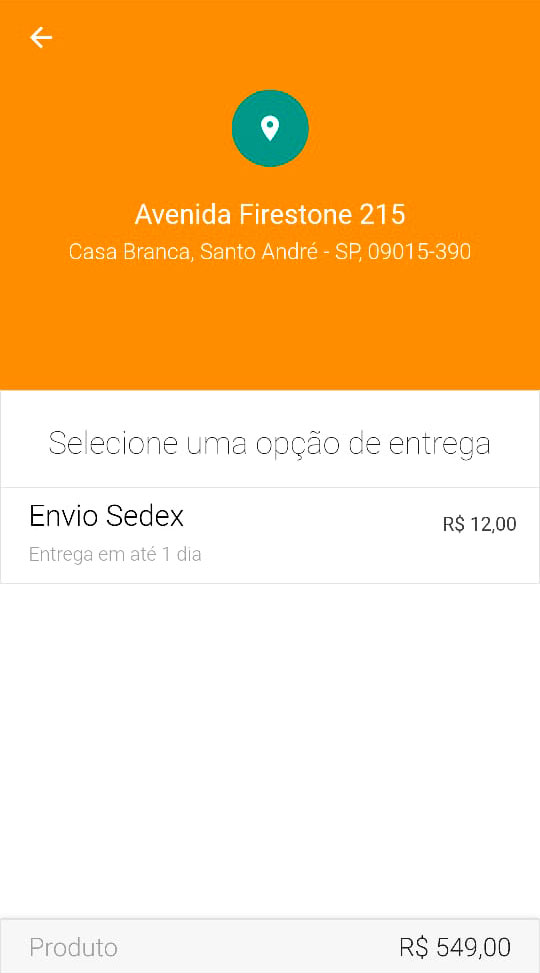 Avenida Firestone 215
Casa Branca, Santo André - SP, 09015-390
Selecione uma opção de entrega
Envio Sedex
R$ 12,00
Entrega em até 1 dia
Produto R$ 549,00